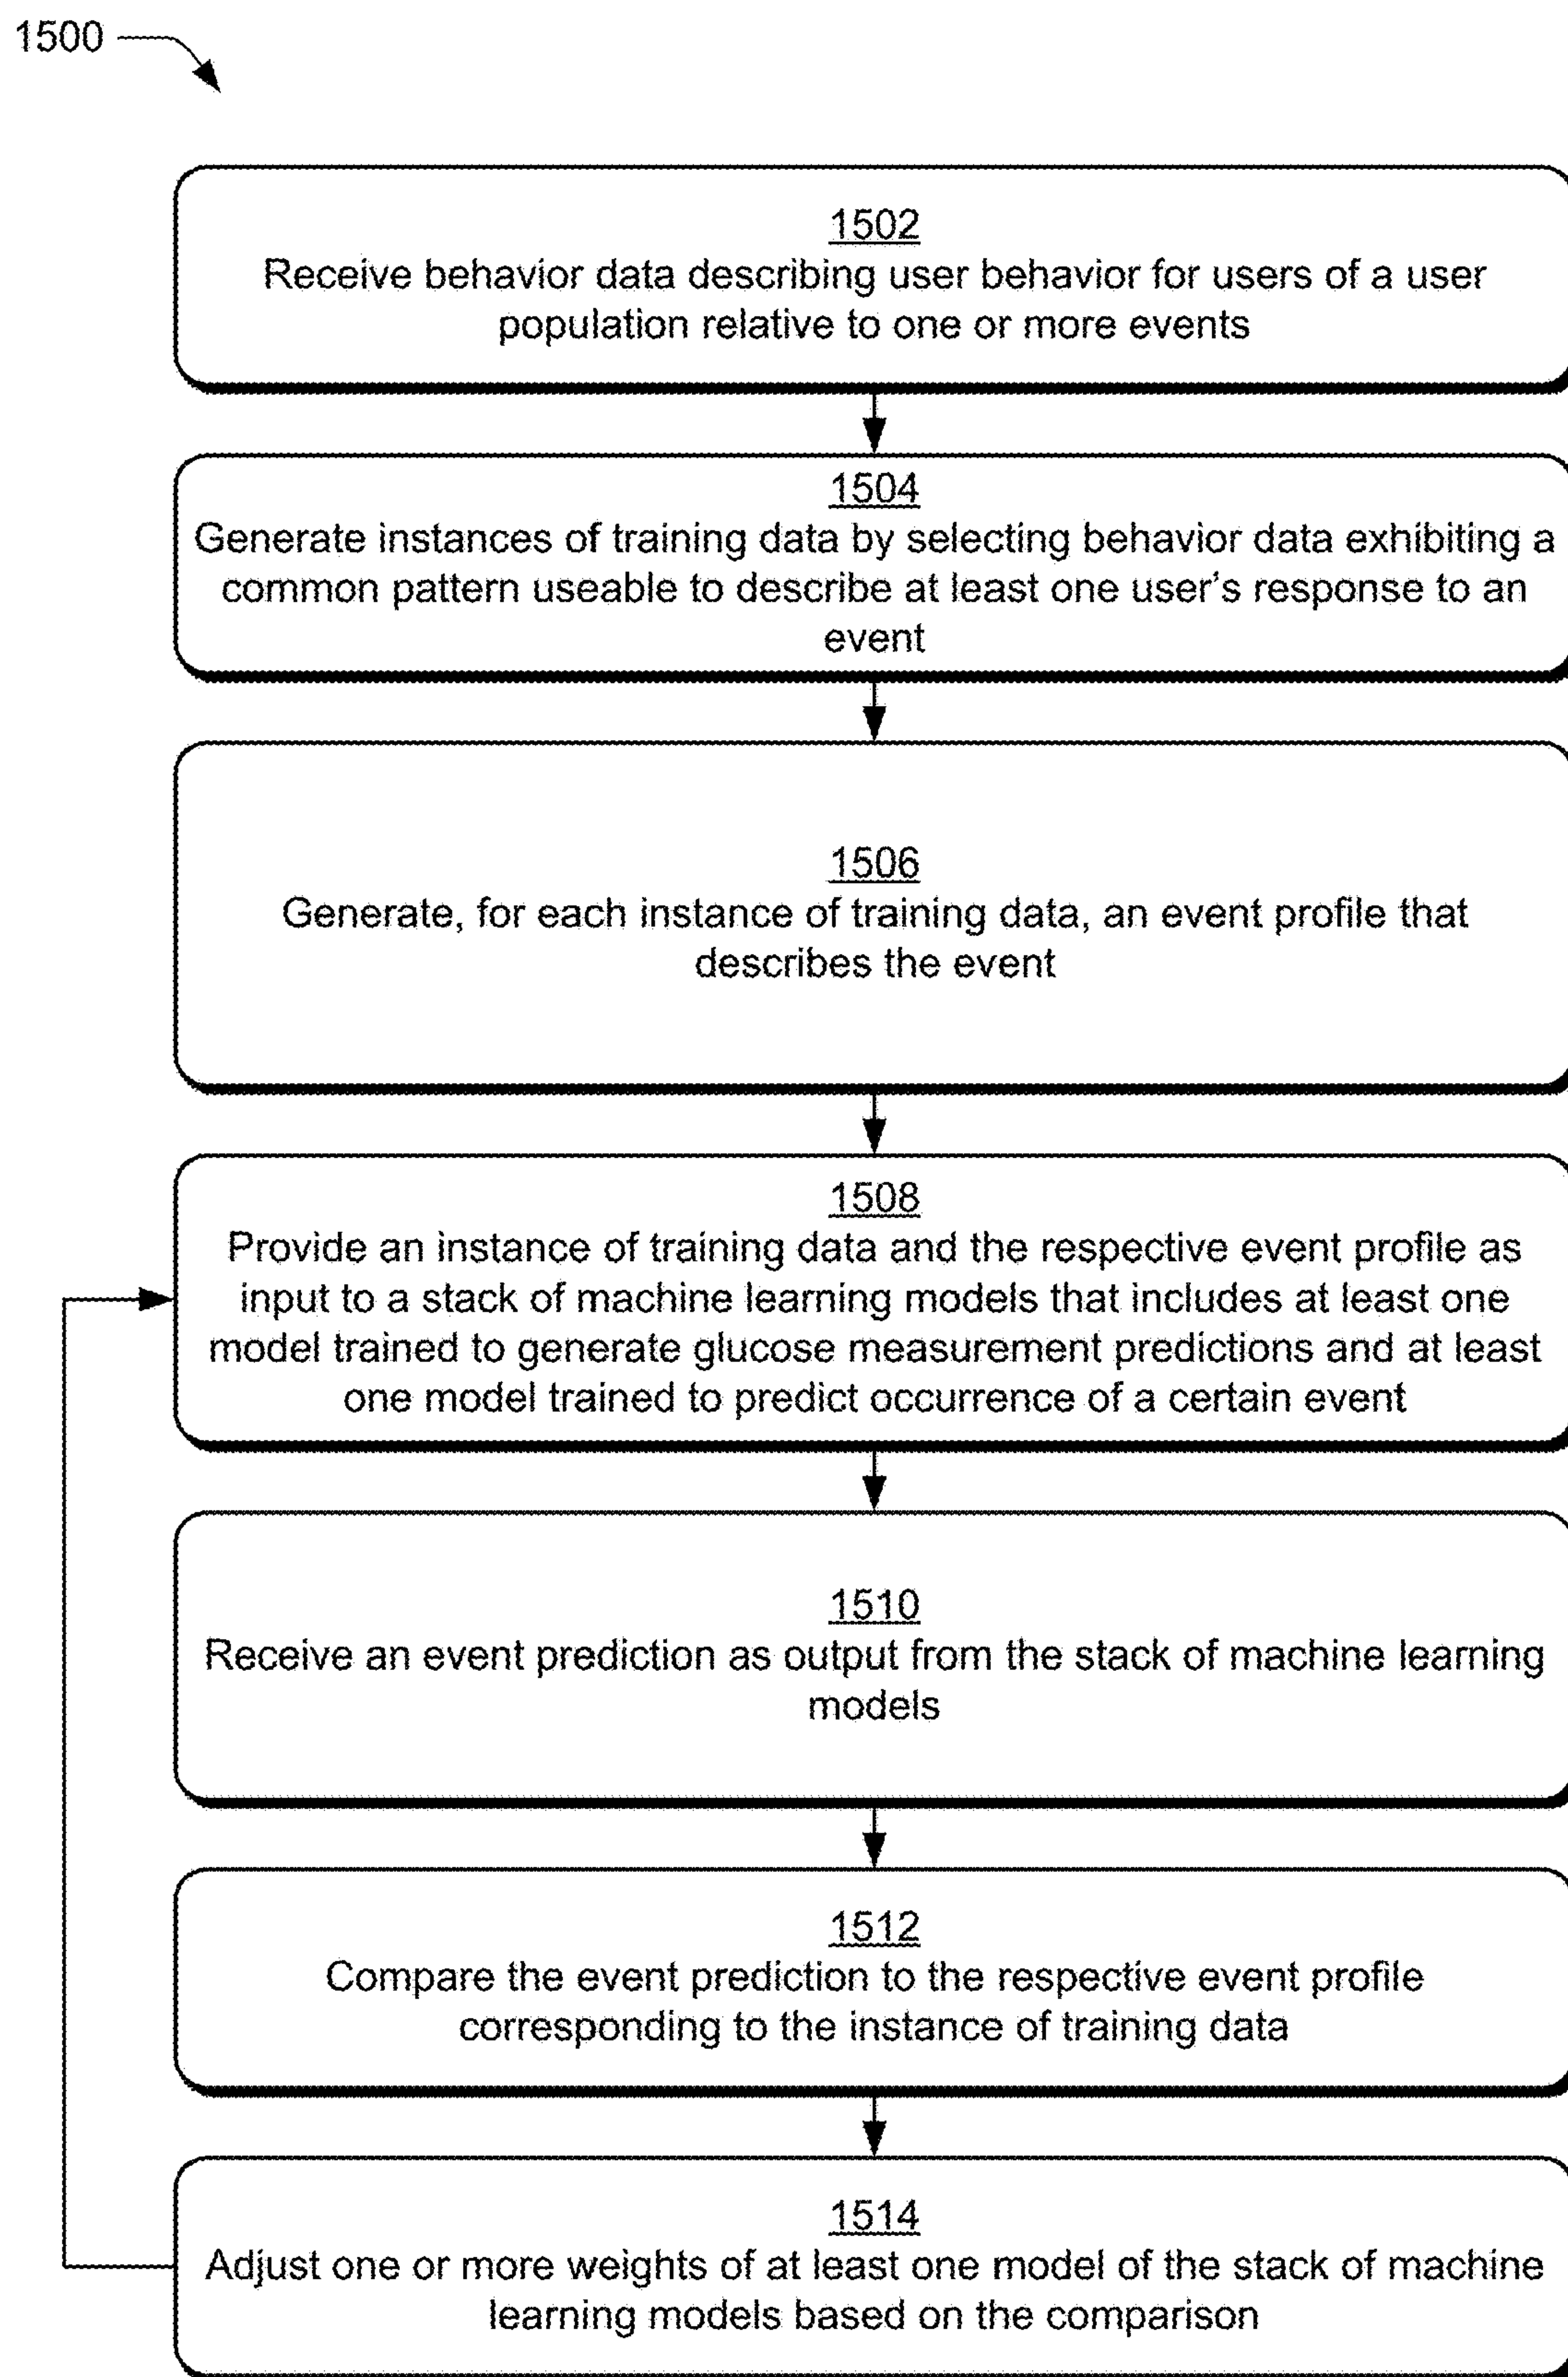 1500
1502
Receive behavior data describing user behavior for users of a user
population relative to one or more events
1504
Generate instances of training data by selecting behavior data exhibiting a
common pattern useable to describe at least one user's response to an
event
1506
Generate, for each instance of training data, an event profile that
describes the event
1508
Provide an instance of training data and the respective event profile as
input to a stack of machine learning models that includes at least one
model trained to generate glucose measurement predictions and at least
one model trained to predict occurrence of a certain event
1510
Receive an event prediction as output from the stack of machine learning
models
1512
Compare the event prediction to the respective event profile
corresponding to the instance of training data
1514
Adjust one or more weights of at least one model of the stack of machine
learning models based on the comparison